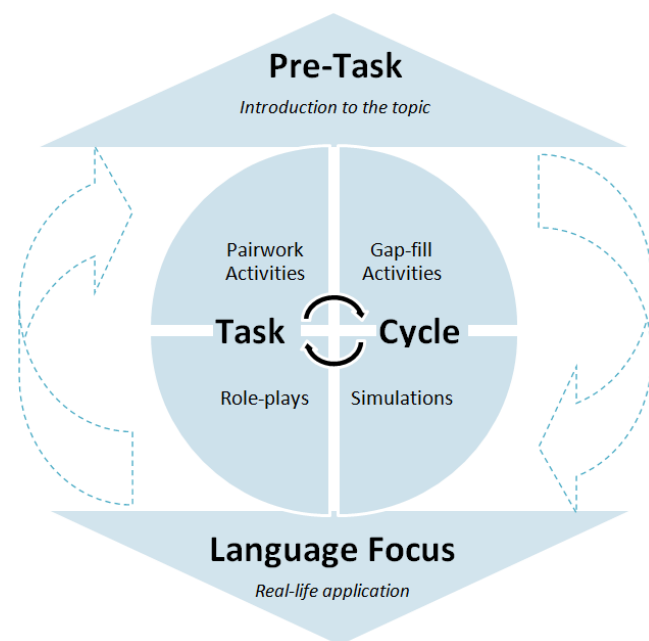 Pre-Task
Introduction to the topic
Pairwork
Activities
Gap-fill
Activities
Task Cycle
Role-plays
Simulations
Language Focus
Real-life application